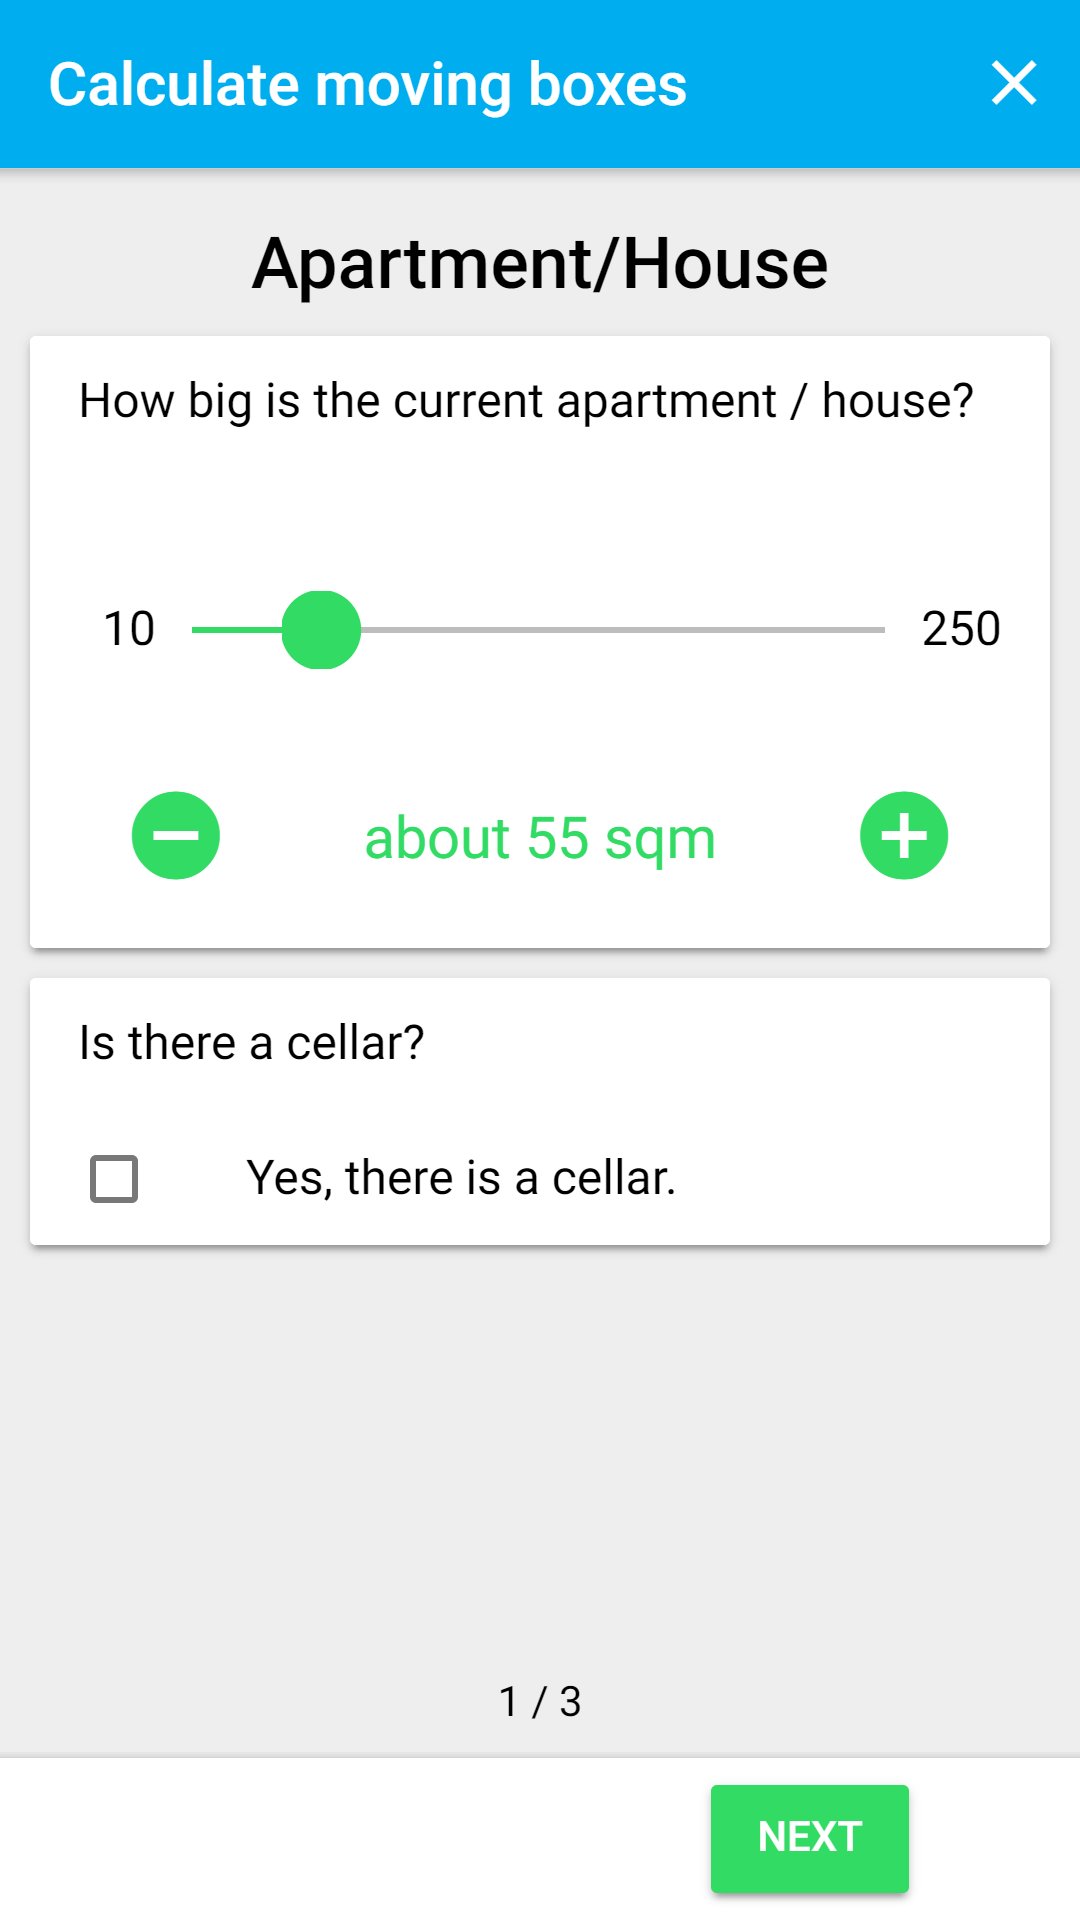 Calculate moving boxes
Apartment/House
How big is the current apartment / house?
10
250
about 55 sqm
Is there a cellar?
Yes, there is a cellar.
1 / 3
NEXT